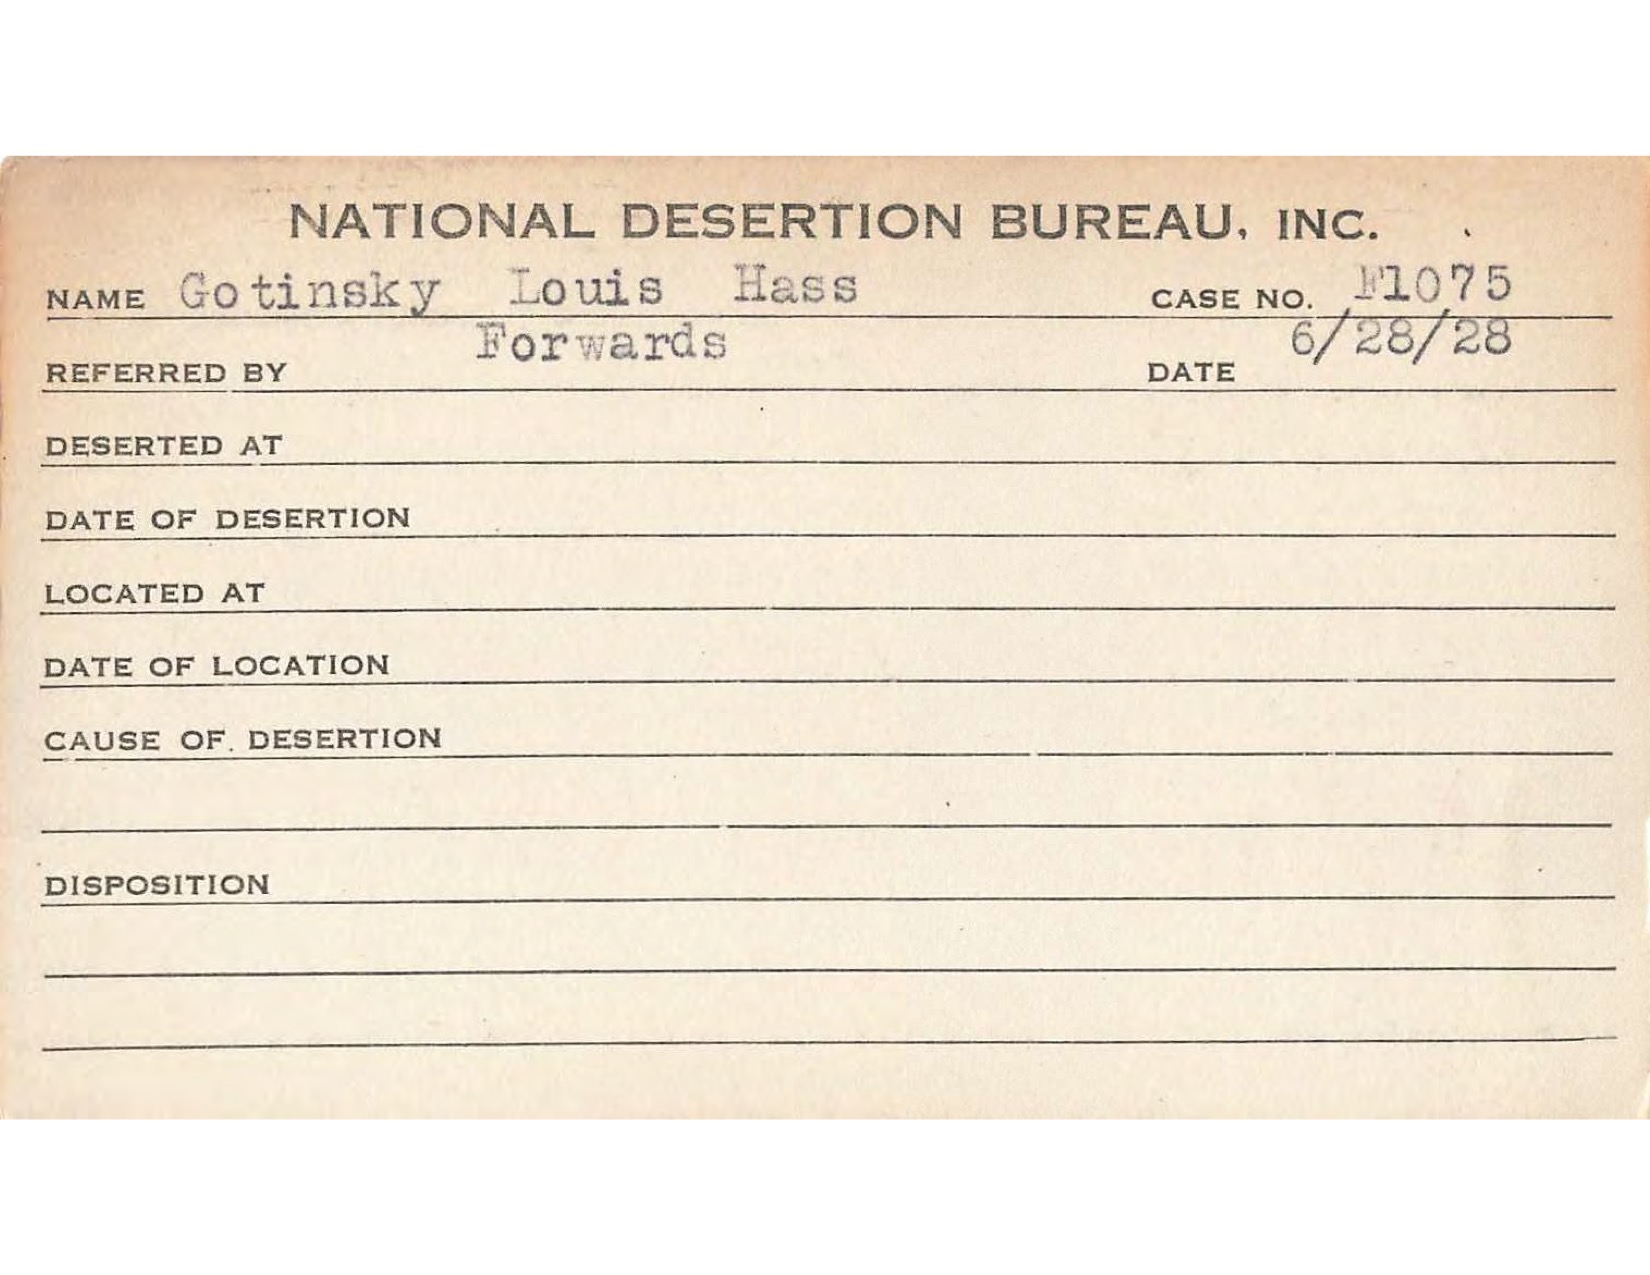 NATIONAL DESERTION BUREAU, INC.
NAME Gotinsky Louis Hass CASE NO. F1075
REFERRED BY Forwards DATE 6/28/28
DESERTED AT
DATE OF DESERTION
LOCATED AT
DATE OF LOCATION
CAUSE OF DESERTION
DISPOSITION